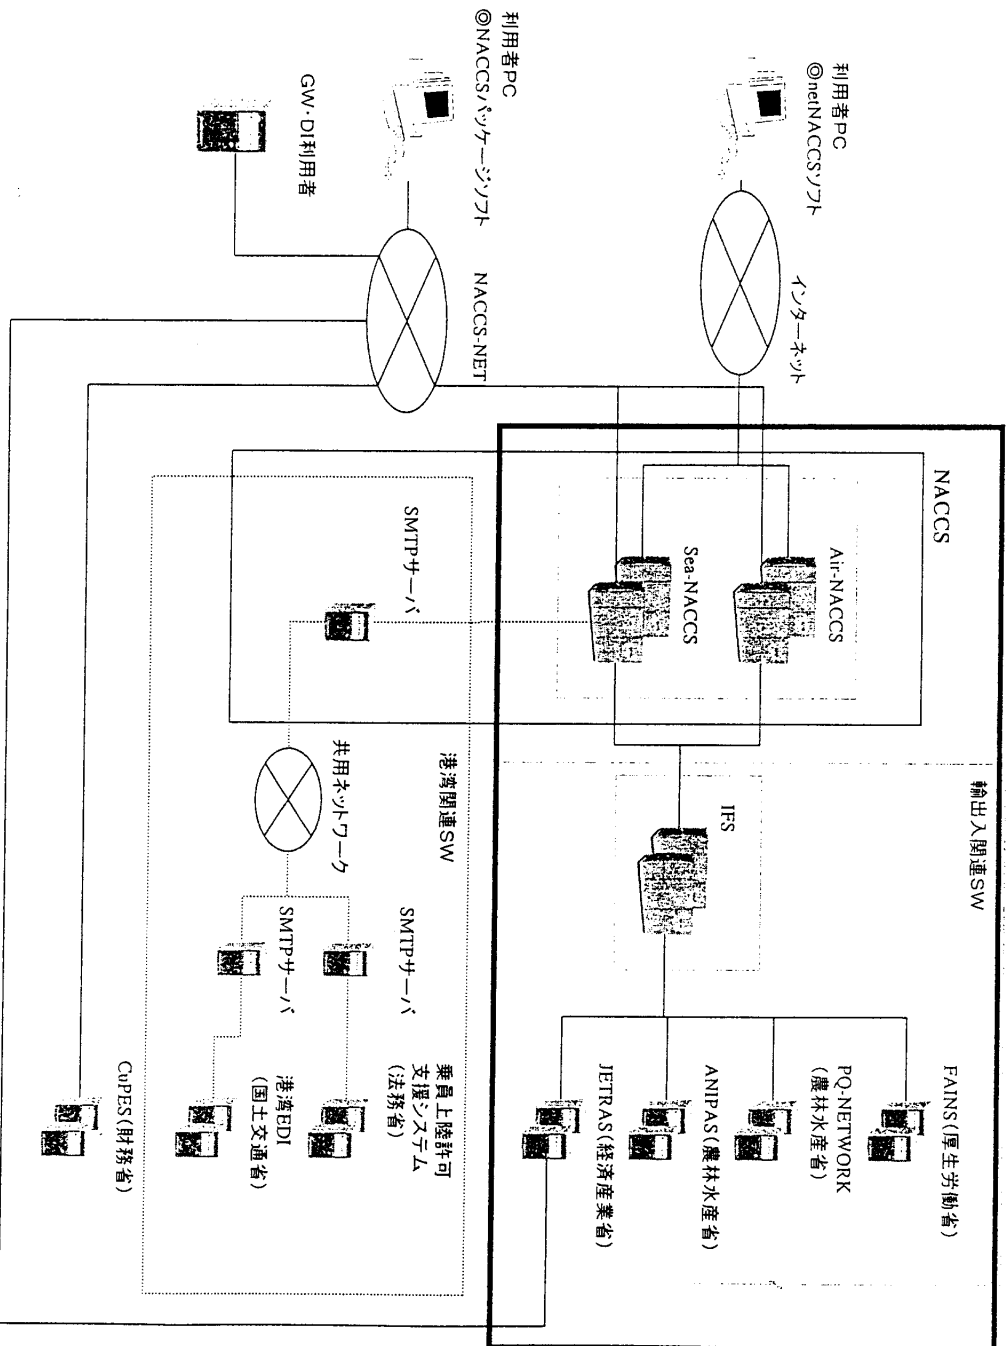 利用者PC
◎netNACCSソフト
インターネット
利用者PC
◎NACCSパッケージソフト
GW・DI利用者
NACCS-NET
NACCS
Air-NACCS
Sea-NACCS
SMTPサーバ
輸出入関連SW
IFS
港湾関連SW
共用ネットワーク
SMTPサーバ
SMTPサーバ
FAINS(厚生労働省)
PQ-NETWORK
(農林水産省)
ANIPAS(農林水産省)
JETRAS(経済産業省)
乗員上陸許可
支援システム
(法務省)
港湾EDI
(国土交通省)
CuPES(財務省)